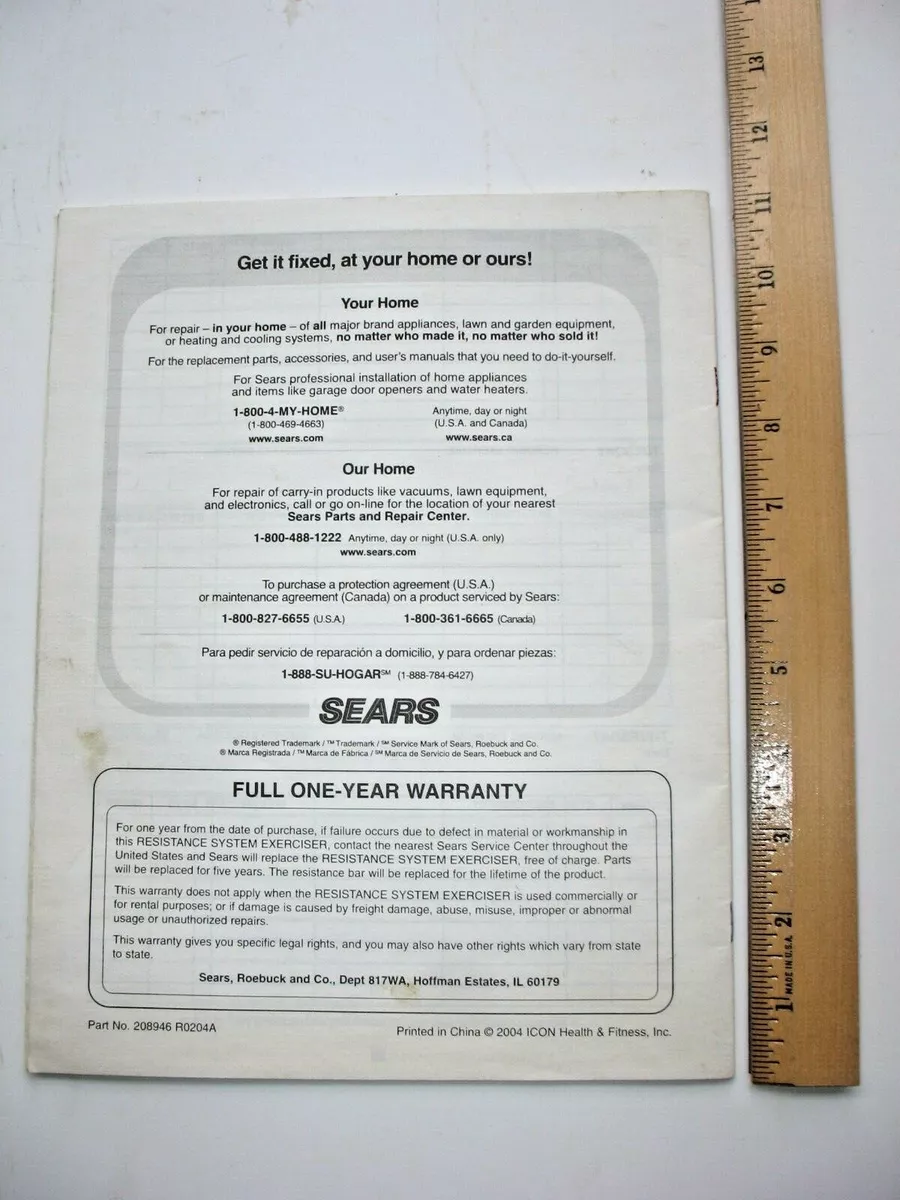 Get it fixed, at your home or ours!
Your Home
For repair – in your home – of all major brand appliances, lawn and garden equipment,
or heating and cooling systems, no matter who made it, no matter who sold it!
For the replacement parts, accessories, and user's manuals that you need to do-it-yourself.
For Sears professional installation of home appliances
and items like garage door openers and water heaters.
1-800-4-MY-HOME® Anytime, day or night
(1-800-469-4663) (U.S.A. and Canada)
www.sears.com www.sears.ca
Our Home
For repair of carry-in products like vacuums, lawn equipment,
and electronics, call or go on-line for the location of your nearest
Sears Parts and Repair Center.
1-800-488-1222 Anytime, day or night (U.S.A. only)
www.sears.com
To purchase a protection agreement (U.S.A.)
or maintenance agreement (Canada) on a product serviced by Sears:
1-800-827-6655 (U.S.A.) 1-800-361-6665 (Canada)
Para pedir servicio de reparación a domicilio, y para ordenar piezas:
1-888-SU-HOGAR℠ (1-888-784-6427)
SEARS
® Registered Trademark / ™ Trademark / ℠ Service Mark of Sears, Roebuck and Co.
® Marca Registrada / ™ Marca de Fábrica / ℠ Marca de Servicio de Sears, Roebuck and Co.
FULL ONE-YEAR WARRANTY
For one year from the date of purchase, if failure occurs due to defect in material or workmanship in
this RESISTANCE SYSTEM EXERCISER, contact the nearest Sears Service Center throughout the
United States and Sears will replace the RESISTANCE SYSTEM EXERCISER, free of charge. Parts
will be replaced for five years. The resistance bar will be replaced for the lifetime of the product.
This warranty does not apply when the RESISTANCE SYSTEM EXERCISER is used commercially or
for rental purposes; or if damage is caused by freight damage, abuse, misuse, improper or abnormal
usage or unauthorized repairs.
This warranty gives you specific legal rights, and you may also have other rights which vary from state
to state.
Sears, Roebuck and Co., Dept 817WA, Hoffman Estates, IL 60179
Part No. 208946 R0204A
Printed in China © 2004 ICON Health & Fitness, Inc.
13
12
11
10
9
8
7
6
5
3
2
1
MADE IN U.S.A.